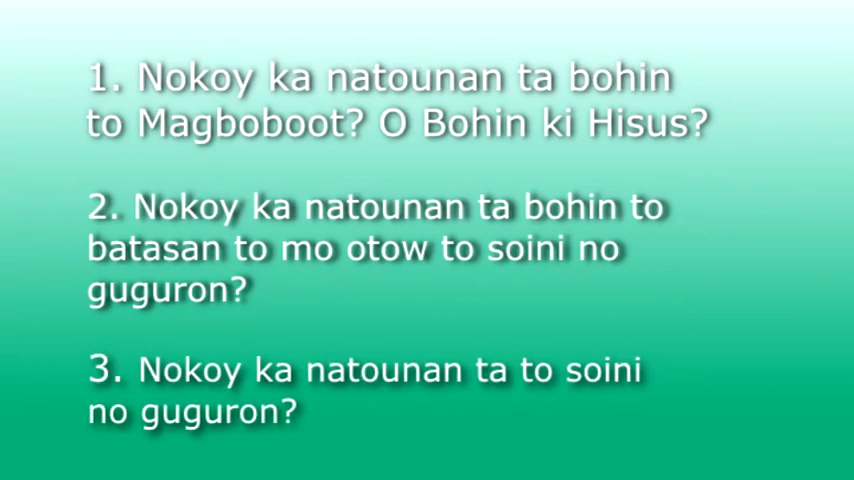 1. Nokoy ka natounan ta bohin
to Magboboot? O Bohin ki Hisus?
2. Nokoy ka natounan ta bohin to
batasan to mo otow to soini no
guguron?
3. Nokoy ka natounan ta to soini
no guguron?